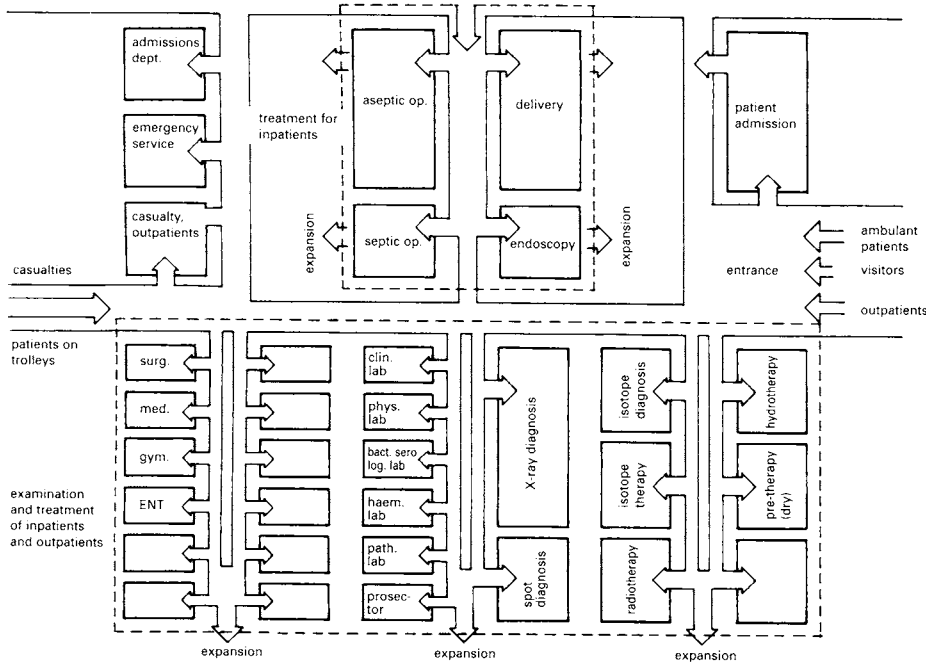 admissions
dept.
emergency
service
casualty,
outpatients
casualties
patients on
trolleys
treatment for
inpatients
aseptic op.
delivery
septic op.
endoscopy
expansion
expansion
patient
admission
ambulant
patients
entrance
visitors
outpatients
examination
and treatment
of inpatients
and outpatients
surg.
med.
gym.
ENT
clin.
lab
phys.
lab
bact. sero
log. lab
haem.
lab
path.
lab
prosec-
tor
X-ray diagnosis
spot
diagnosis
isotope
diagnosis
isotope
therapy
radiotherapy
hydrotherapy
pre-therapy
(dry)
expansion
expansion
expansion